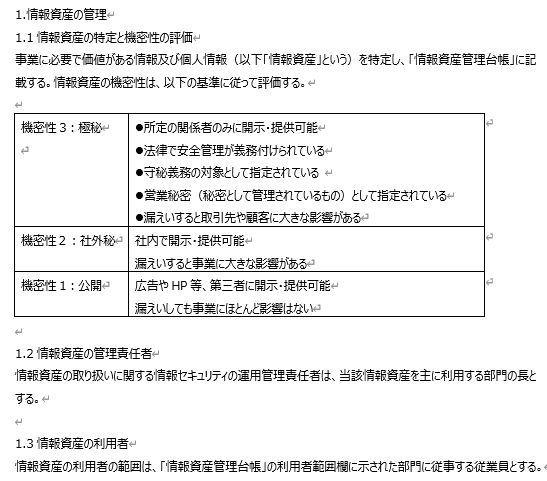 1.情報資産の管理
1.1 情報資産の特定と機密性の評価
事業に必要で価値がある情報及び個人情報（以下「情報資産」という）を特定し、「情報資産管理台帳」に記
載する。情報資産の機密性は、以下の基準に従って評価する。
機密性３：極秘
●所定の関係者のみに開示・提供可能
●法律で安全管理が義務付けられている
●守秘義務の対象として指定されている
●営業秘密（秘密として管理されているもの）として指定されている
●漏えいすると取引先や顧客に大きな影響がある
機密性２：社外秘
社内で開示・提供可能
漏えいすると事業に大きな影響がある
機密性１：公開
広告や HP 等、第三者に開示・提供可能
漏えいしても事業にほとんど影響はない
1.2 情報資産の管理責任者
情報資産の取り扱いに関する情報セキュリティの運用管理責任者は、当該情報資産を主に利用する部門の長と
する。
1.3 情報資産の利用者
情報資産の利用者の範囲は、「情報資産管理台帳」の利用者範囲欄に示された部門に従事する従業員とする。